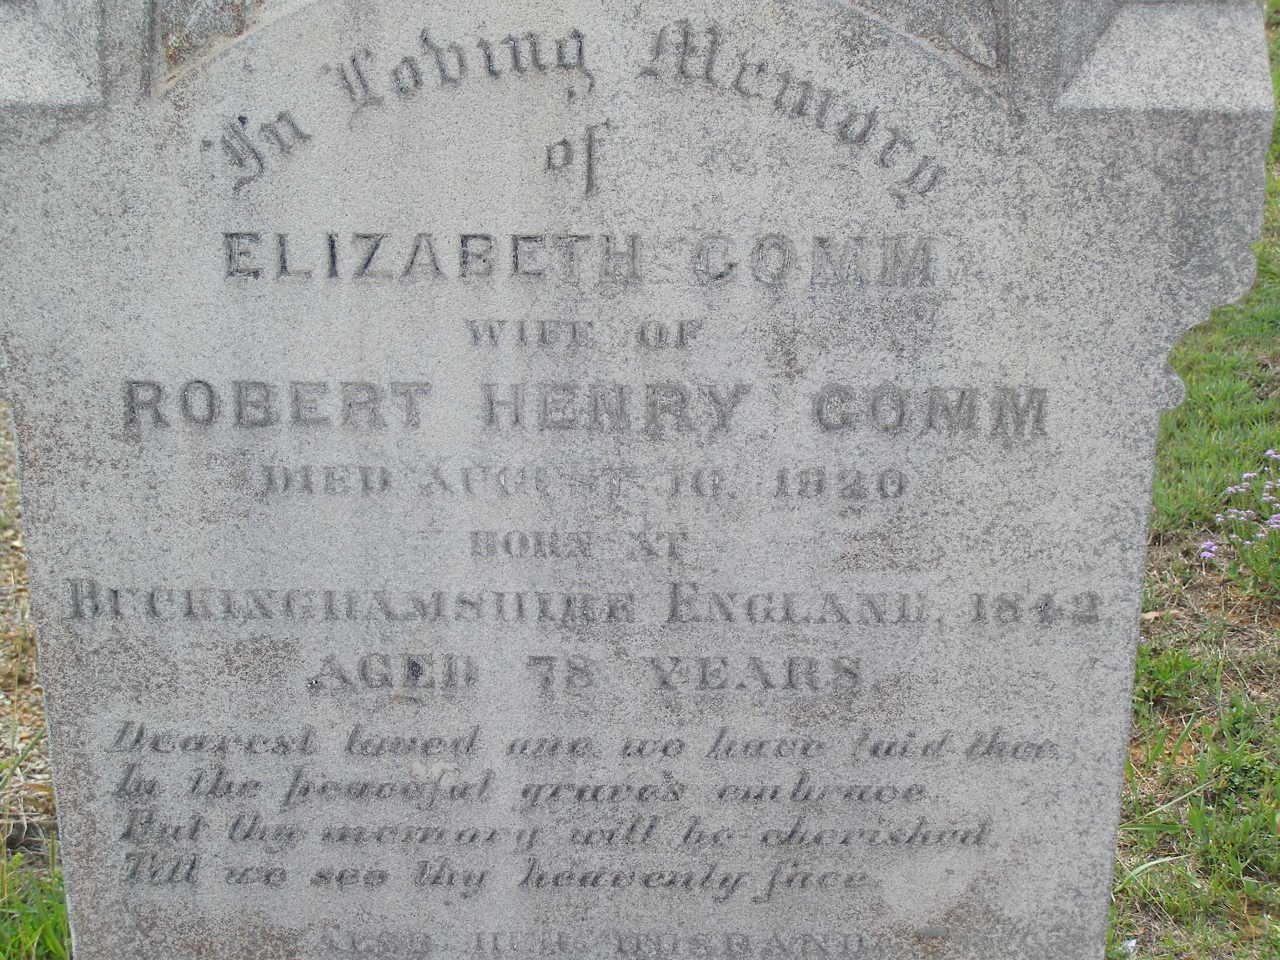 In Loving Memory
of
ELIZABETH GOMM
WIFE OF
ROBERT HENRY GOMM
DIED AUGUST 16, 1920
BORN AT
BUCKINGHAMSHIRE ENGLAND, 1842,
AGED 78 YEARS.
Dearest loved one we have laid thee,
In the peaceful grave's embrace
But thy memory will be cherished
Till we see thy heavenly face.
ALSO HER HUSBAND